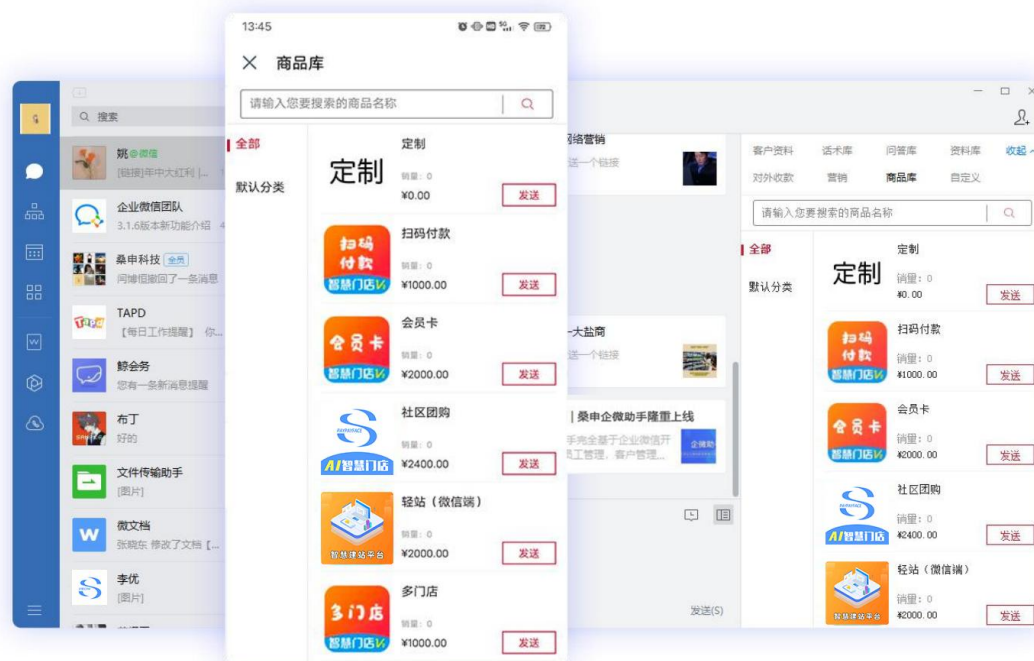 13:45
商品库
请输入您要搜索的商品名称
全部
默认分类
定制
定制
销量: 0
¥0.00
发送
扫码付款
扫码
付款
智慧门店
销量: 0
¥1000.00
发送
会员卡
会员卡
智慧门店
销量: 0
¥2000.00
发送
社区团购
AI智慧门店
销量: 0
¥2400.00
发送
轻站（微信端）
智慧建站平台
销量: 0
¥2000.00
发送
多门店
多门店
智慧门店
销量: 0
¥1000.00
发送
搜索
姚@微信
[链接]年中大红利 |...
企业微信团队
3.1.6版本新功能介绍
桑申科技 全员
闫博恒撤回了一条消息
TAPD
【每日工作提醒】 你...
鲸会务
您有一条新消息提醒
布丁
好的
文件传输助手
[图片]
微文档
张晓东 修改了文档【...
李优
[图片]
网络营销
送一个链接
一大盐商
送一个链接
| 桑申企微助手隆重上线
手完全基于企业微信开
员工管理、客户管理...
发送(S)
客户资料 话术库 问答库 资料库 收起
对外收款 营销 商品库 自定义
请输入您要搜索的商品名称
全部
默认分类
定制
定制
销量: 0
¥0.00
发送
扫码付款
扫码
付款
智慧门店
销量: 0
¥1000.00
发送
会员卡
会员卡
智慧门店
销量: 0
¥2000.00
发送
社区团购
AI智慧门店
销量: 0
¥2400.00
发送
轻站（微信端）
智慧建站平台
销量: 0
¥2000.00
发送